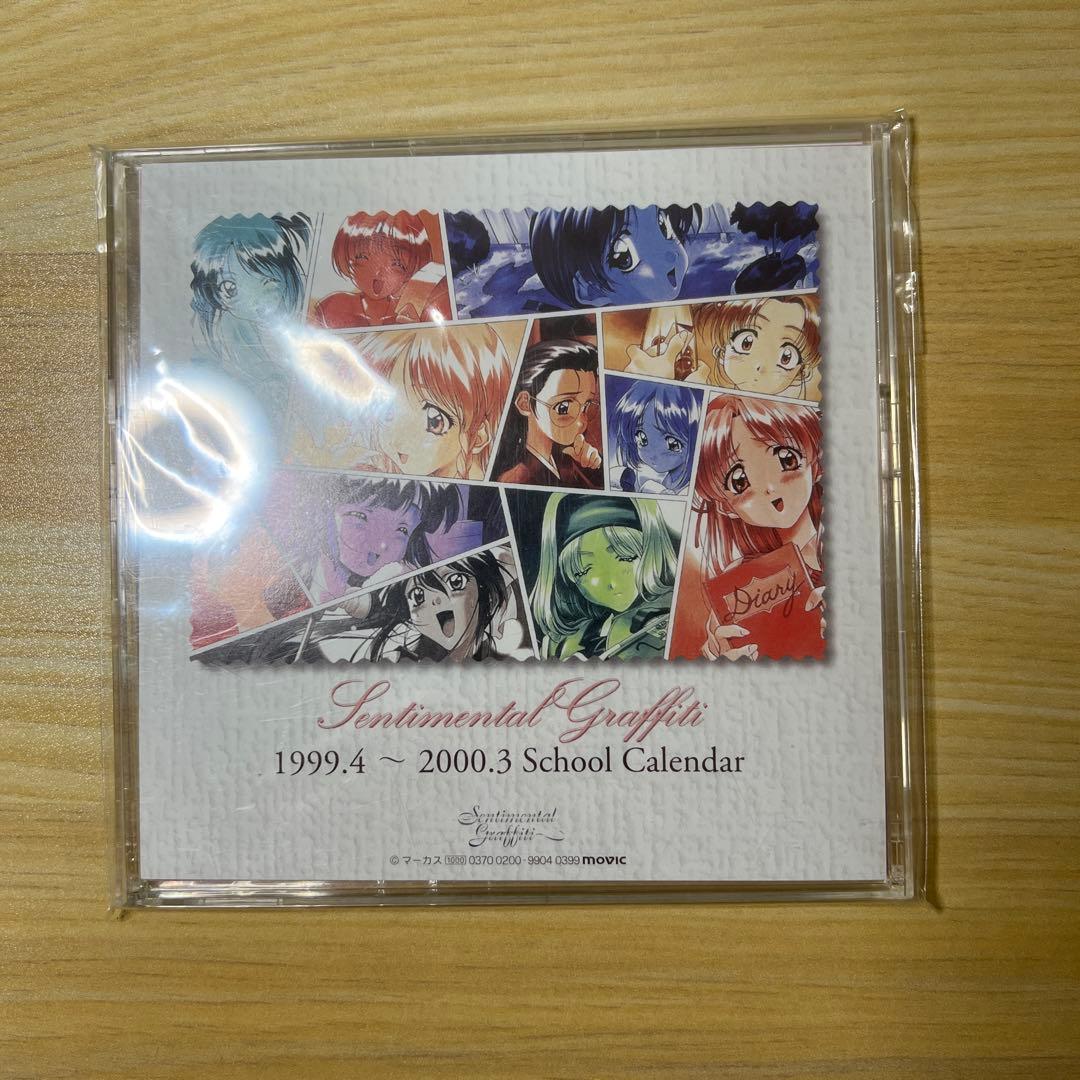 Diary
Sentimental Graffiti
1999.4 ~ 2000.3 School Calendar
Sentimental
Graffiti
© マーカス 1000 0370 0200-9904 0399 movic